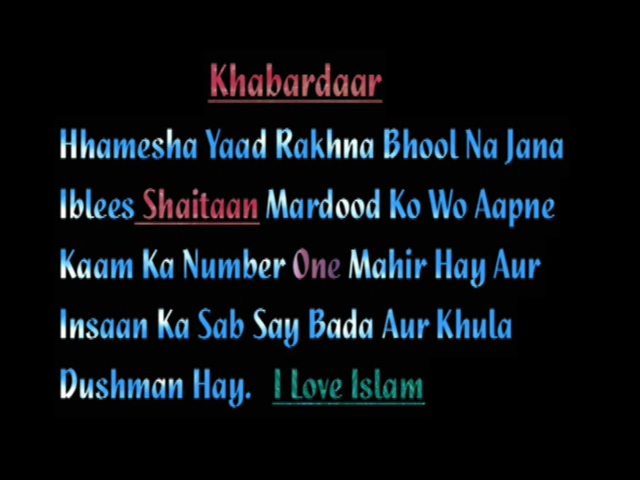 Khabardaar
Hhamesha Yaad Rakhna Bhool Na Jana
Iblees Shaitaan Mardood Ko Wo Aapne
Kaam Ka Number One Mahir Hay Aur
Insaan Ka Sab Say Bada Aur Khula
Dushman Hay. I Love Islam